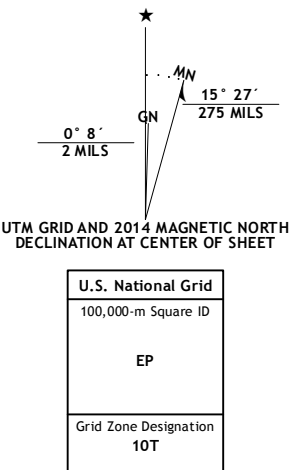 ★
MN
GN
15° 27´
275 MILS
0° 8´
2 MILS
UTM GRID AND 2014 MAGNETIC NORTH
DECLINATION AT CENTER OF SHEET
U.S. National Grid
100,000-m Square ID
EP
Grid Zone Designation
10T